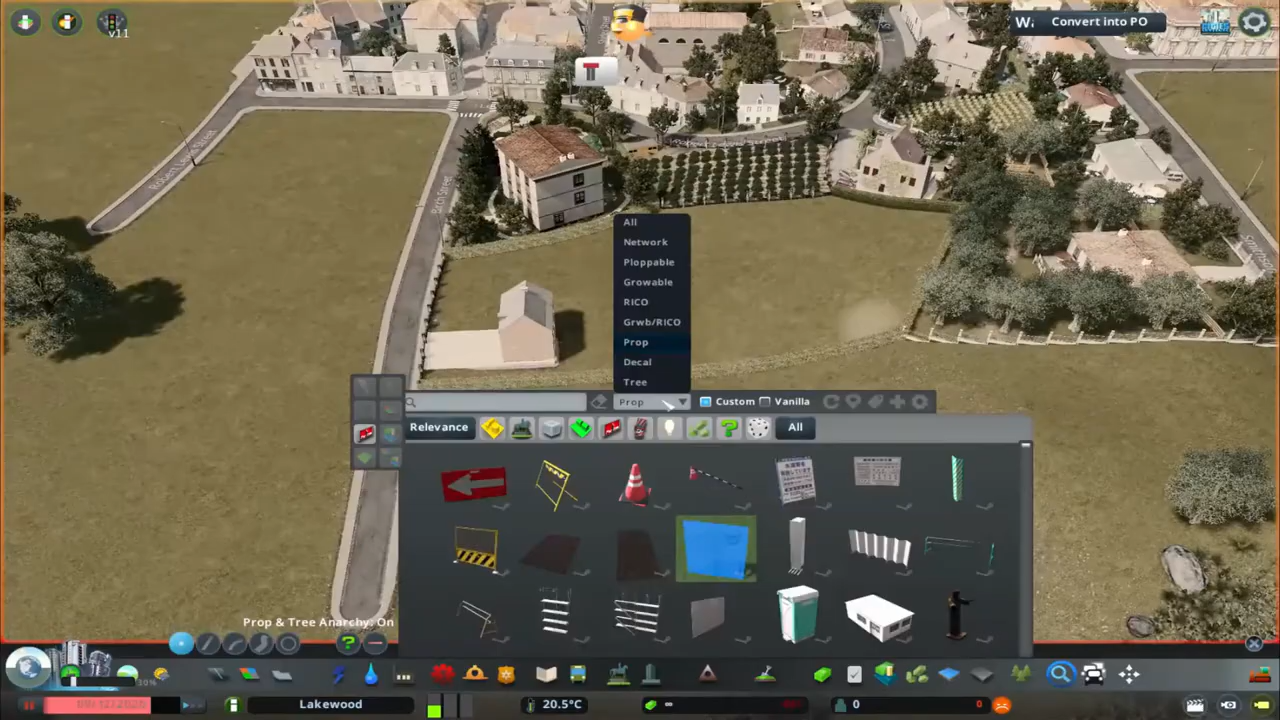 v11
Convert into PO
T
All
Network
Ploppable
Growable
RICO
Grwb/RICO
Prop
Decal
Tree
Prop
Custom
Vanilla
Relevance
All
Prop & Tree Anarchy: On
Lakewood
20.5°C
0
0